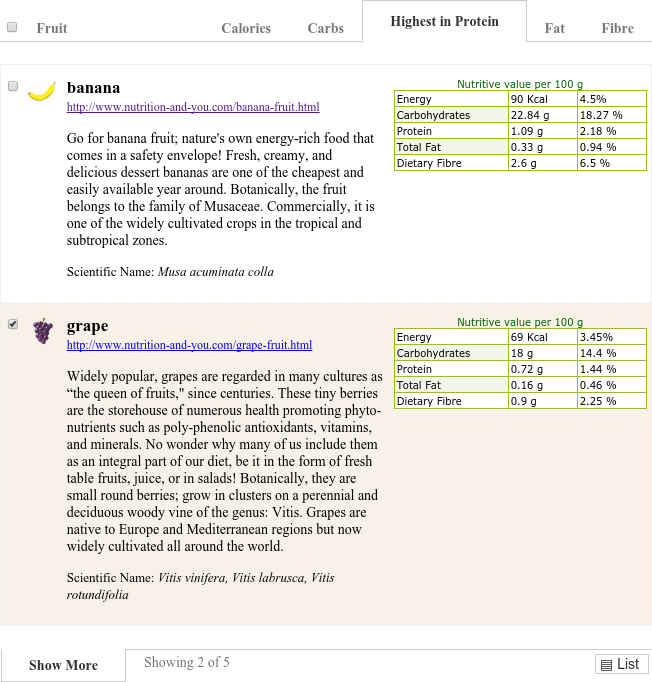 Fruit Calories Carbs Highest in Protein Fat Fibre
banana
http://www.nutrition-and-you.com/banana-fruit.html
Go for banana fruit; nature's own energy-rich food that
comes in a safety envelope! Fresh, creamy, and
delicious dessert bananas are one of the cheapest and
easily available year around. Botanically, the fruit
belongs to the family of Musaceae. Commercially, it is
one of the widely cultivated crops in the tropical and
subtropical zones.
Scientific Name: Musa acuminata colla
Nutritive value per 100 g
Energy 90 Kcal 4.5%
Carbohydrates 22.84 g 18.27 %
Protein 1.09 g 2.18 %
Total Fat 0.33 g 0.94 %
Dietary Fibre 2.6 g 6.5 %
grape
http://www.nutrition-and-you.com/grape-fruit.html
Widely popular, grapes are regarded in many cultures as
“the queen of fruits," since centuries. These tiny berries
are the storehouse of numerous health promoting phyto-
nutrients such as poly-phenolic antioxidants, vitamins,
and minerals. No wonder why many of us include them
as an integral part of our diet, be it in the form of fresh
table fruits, juice, or in salads! Botanically, they are
small round berries; grow in clusters on a perennial and
deciduous woody vine of the genus: Vitis. Grapes are
native to Europe and Mediterranean regions but now
widely cultivated all around the world.
Scientific Name: Vitis vinifera, Vitis labrusca, Vitis
rotundifolia
Nutritive value per 100 g
Energy 69 Kcal 3.45%
Carbohydrates 18 g 14.4 %
Protein 0.72 g 1.44 %
Total Fat 0.16 g 0.46 %
Dietary Fibre 0.9 g 2.25 %
Show More Showing 2 of 5 List